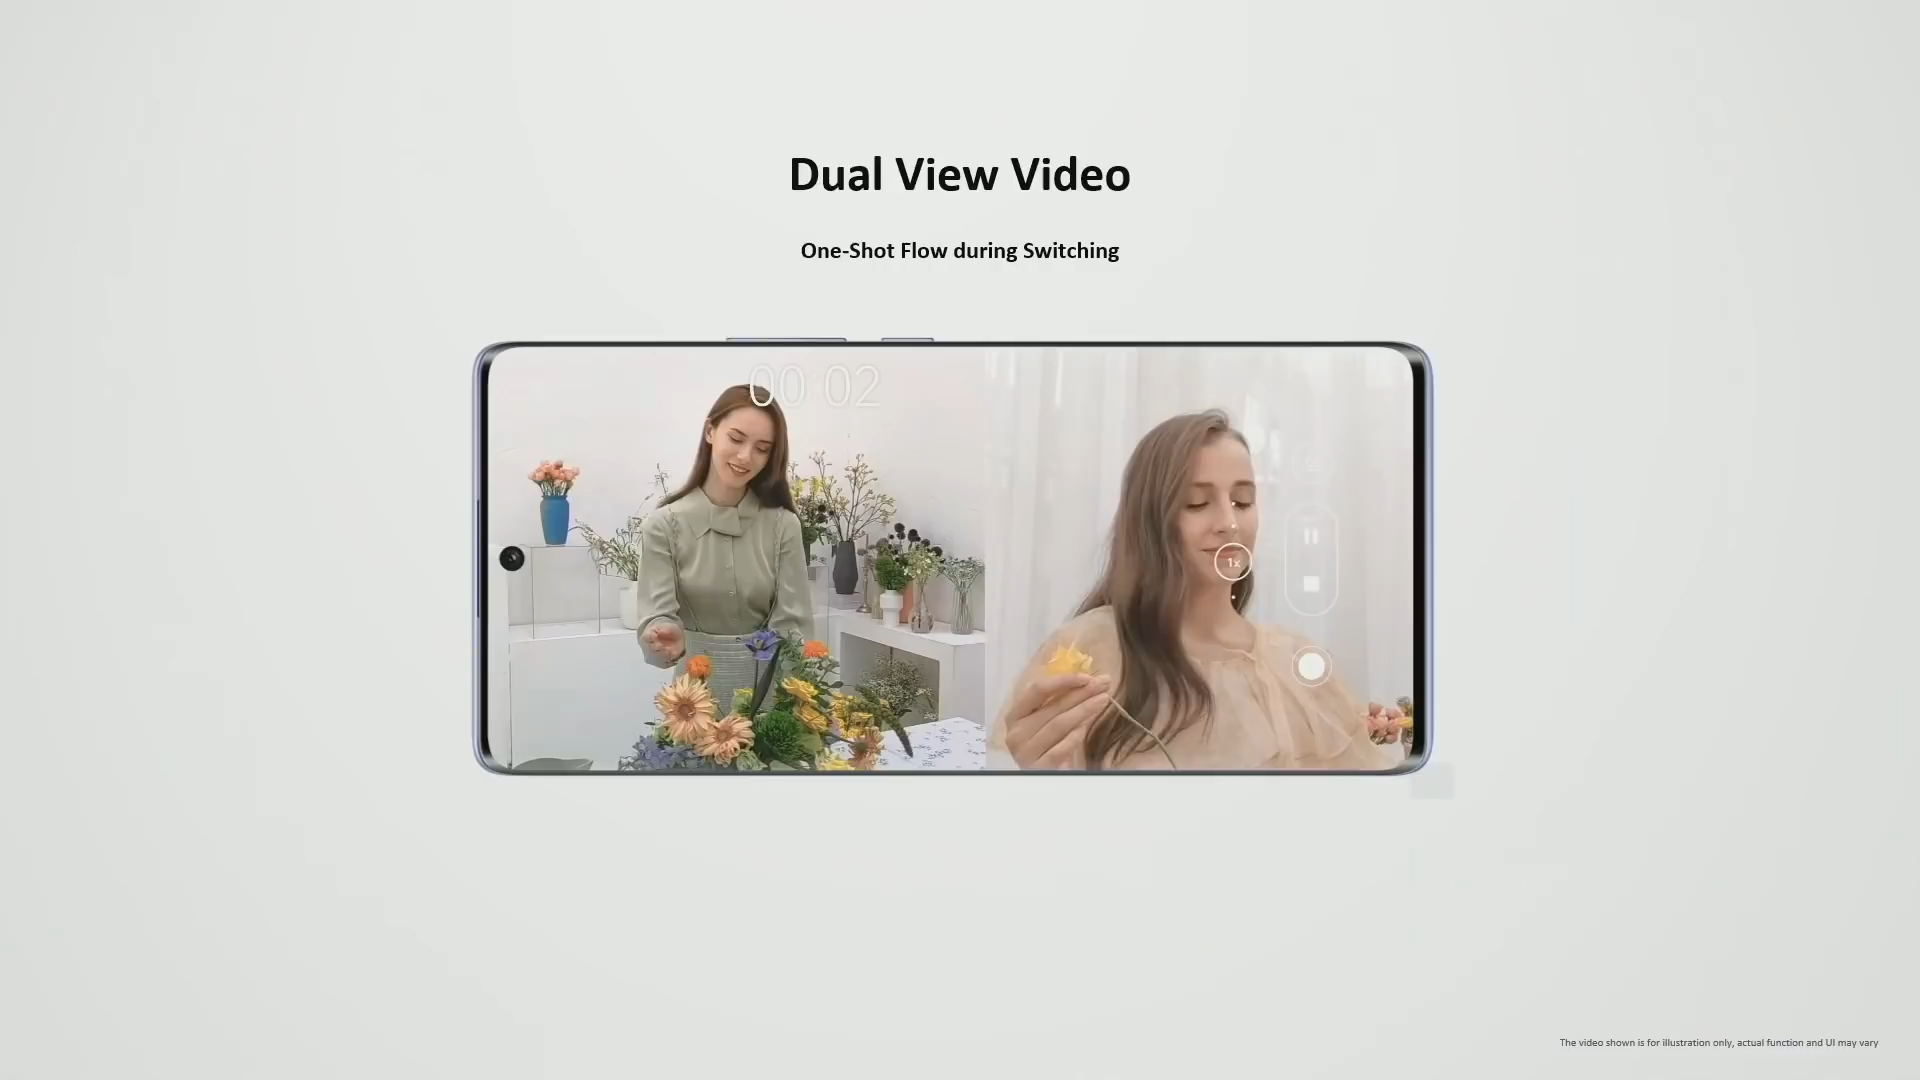 Dual View Video
One-Shot Flow during Switching
00:02
1x
The video shown is for illustration only, actual function and UI may vary